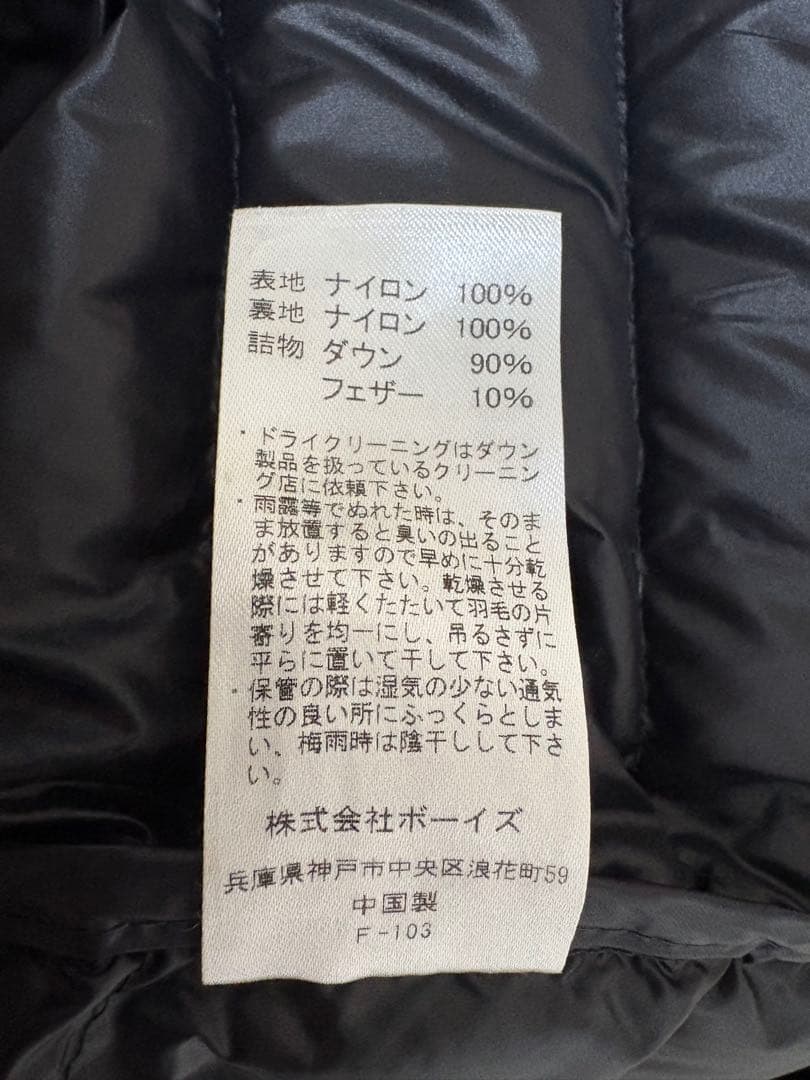 表地 ナイロン 100%
裏地 ナイロン 100%
詰物 ダウン 90%
フェザー 10%
・ドライクリーニングはダウン
製品を扱っているクリーニン
グ店に依頼下さい。
・雨露等でぬれた時は、そのま
ま放置すると臭いの出ること
がありますので早めに十分乾
燥させて下さい。乾燥させる
際には軽くたたいて羽毛の片
寄りを均一にし、吊るさずに
平らに置いて干して下さい。
・保管の際は湿気の少ない通気
性の良い所にふっくらとしま
い、梅雨時は陰干しして下さ
い。
株式会社ボーイズ
兵庫県神戸市中央区浪花町59
中国製
F-103